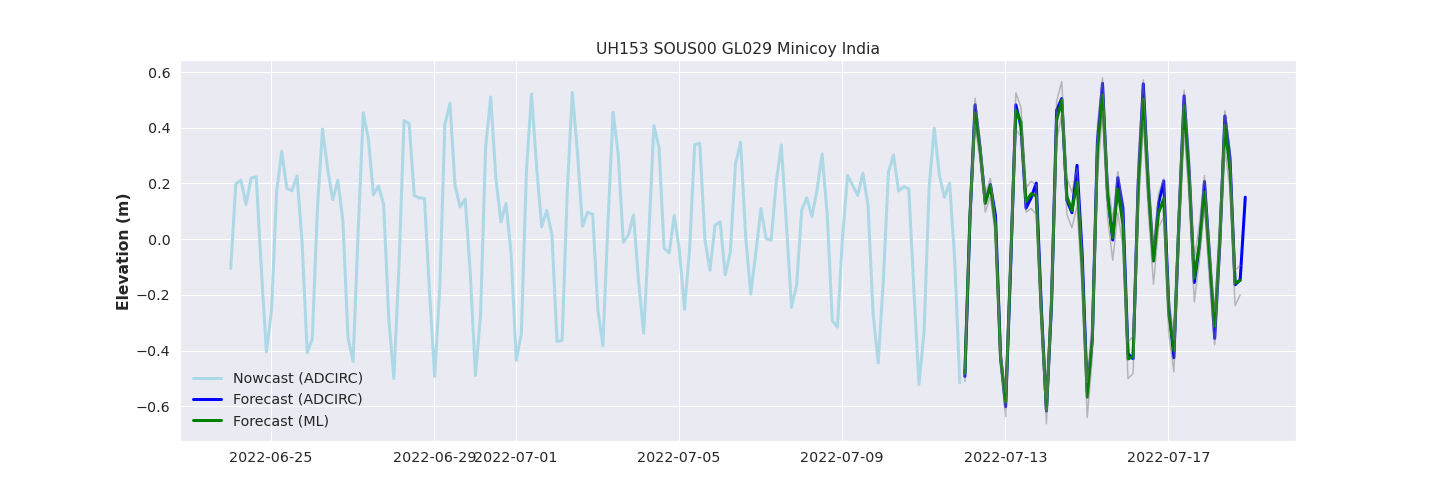 UH153 SOUS00 GL029 Minicoy India
Elevation (m)
0.6
0.4
0.2
0.0
−0.2
−0.4
−0.6
Nowcast (ADCIRC)
Forecast (ADCIRC)
Forecast (ML)
2022-06-25
2022-06-29
2022-07-01
2022-07-05
2022-07-09
2022-07-13
2022-07-17